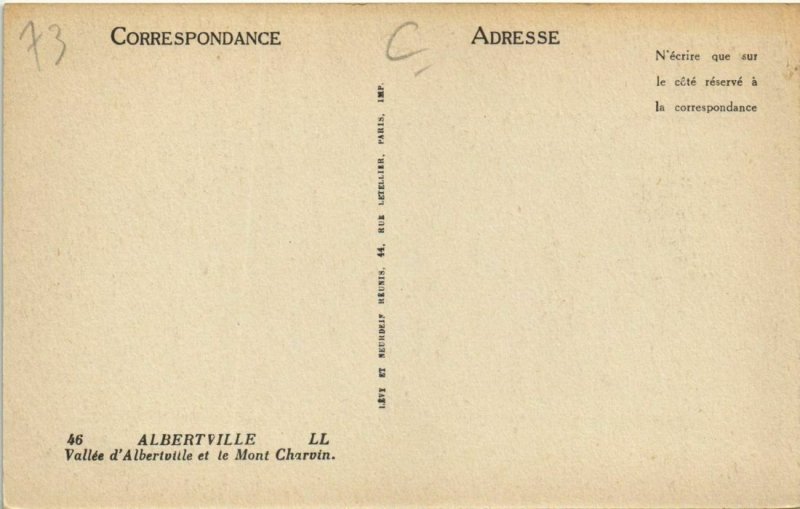 73
CORRESPONDANCE
C
ADRESSE
N'écrire que sur
le côté réservé à
la correspondance
LÉVY ET NEURDEIN RÉUNIS, 44, RUE LETELLIER, PARIS, IMP.
46 ALBERTVILLE LL
Vallée d'Albertville et le Mont Charvin.